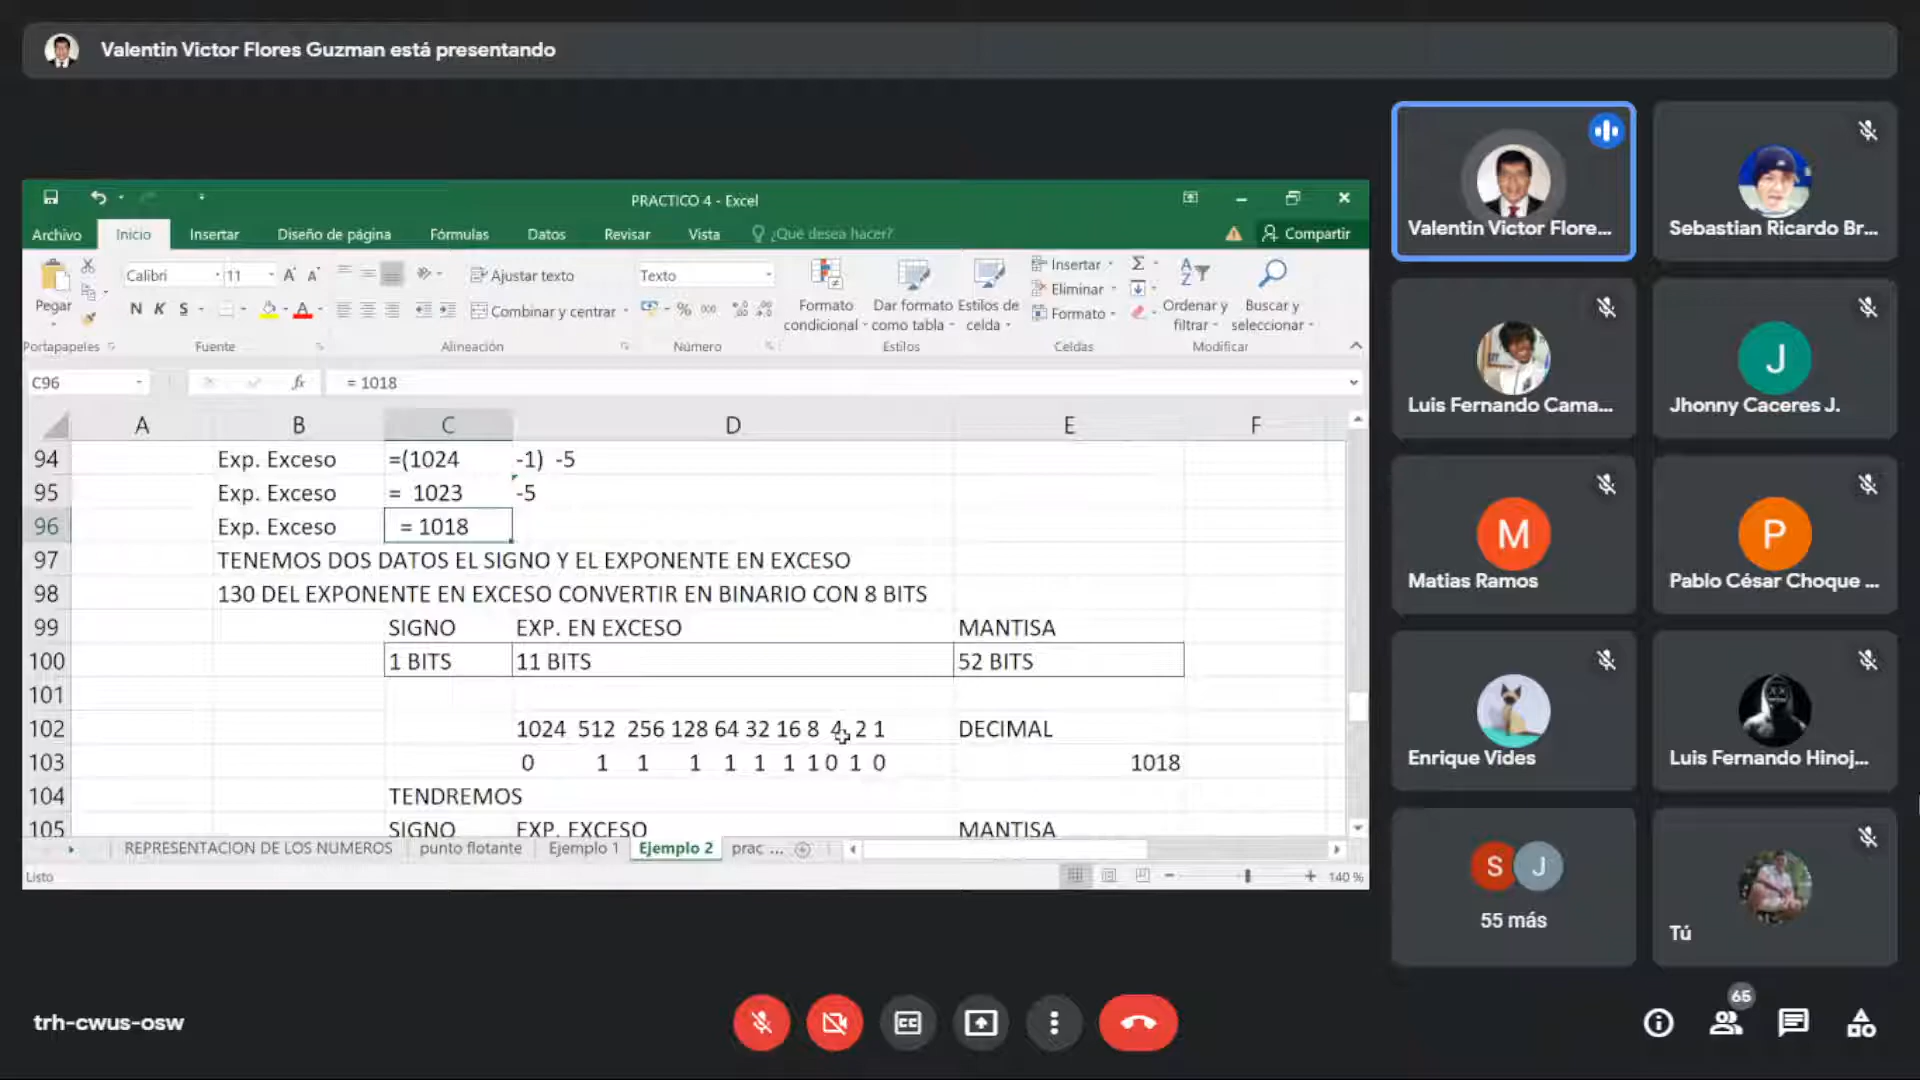 Valentin Victor Flores Guzman está presentando
PRACTICO 4 - Excel
Archivo Inicio Insertar Diseño de página Fórmulas Datos Revisar Vista ¿Qué desea hacer? Compartir
Pegar
Calibri 11
N K S
Ajustar texto
Combinar y centrar
Texto
% 000
Formato condicional
Dar formato como tabla
Estilos de celda
Insertar
Eliminar
Formato
Ordenar y filtrar
Buscar y seleccionar
Portapapeles Fuente Alineación Número Estilos Celdas Modificar
C96 fx = 1018
A B C D E F
94 Exp. Exceso =(1024 -1) -5
95 Exp. Exceso = 1023 -5
96 Exp. Exceso = 1018
97 TENEMOS DOS DATOS EL SIGNO Y EL EXPONENTE EN EXCESO
98 130 DEL EXPONENTE EN EXCESO CONVERTIR EN BINARIO CON 8 BITS
99 SIGNO EXP. EN EXCESO MANTISA
100 1 BITS 11 BITS 52 BITS
101
102 1024 512 256 128 64 32 16 8 4 2 1 DECIMAL
103 0 1 1 1 1 1 1 1 0 1 0 1018
104 TENDREMOS
105 SIGNO EXP. EXCESO MANTISA
REPRESENTACION DE LOS NUMEROS punto flotante Ejemplo 1 Ejemplo 2 prac ...
Listo 140 %
Valentin Victor Flore...
Sebastian Ricardo Br...
Luis Fernando Cama...
J
Jhonny Caceres J.
M
Matias Ramos
P
Pablo César Choque ...
Enrique Vides
Luis Fernando Hinoj...
S J
55 más
Tú
trh-cwus-osw
CC
65